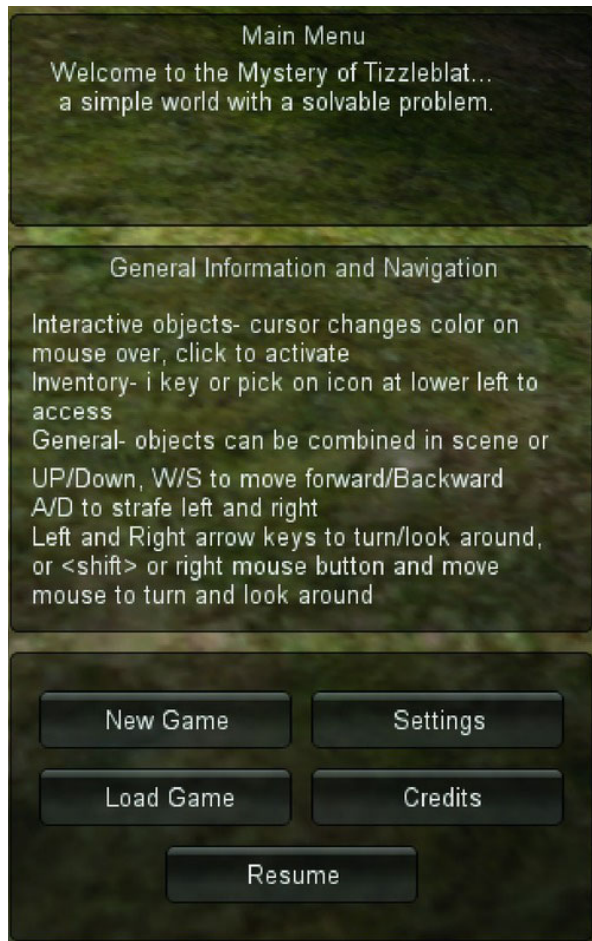 Main Menu
Welcome to the Mystery of Tizzleblat...
a simple world with a solvable problem.
General Information and Navigation
Interactive objects- cursor changes color on
mouse over, click to activate
Inventory- i key or pick on icon at lower left to
access
General- objects can be combined in scene or
UP/Down, W/S to move forward/Backward
A/D to strafe left and right
Left and Right arrow keys to turn/look around,
or <shift> or right mouse button and move
mouse to turn and look around
New Game
Settings
Load Game
Credits
Resume